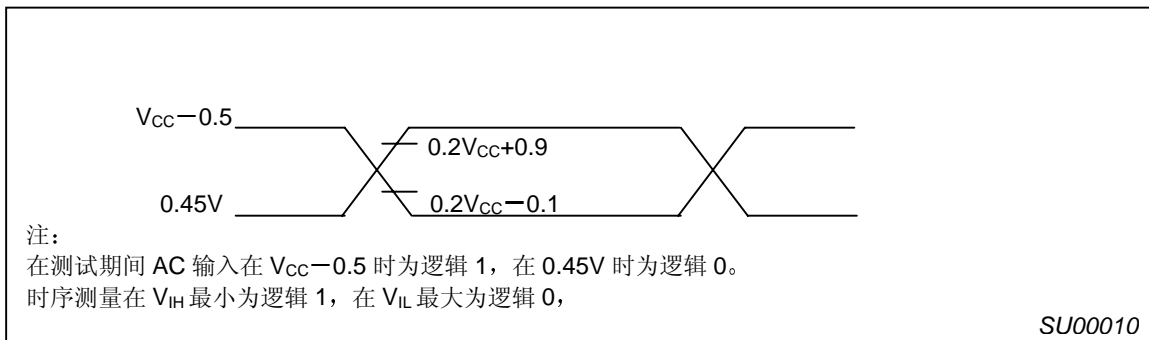 VCC－0.5
0.2VCC+0.9
0.45V
0.2VCC－0.1
注：
在测试期间 AC 输入在 VCC－0.5 时为逻辑 1，在 0.45V 时为逻辑 0。
时序测量在 VIH 最小为逻辑 1，在 VIL 最大为逻辑 0，
SU00010